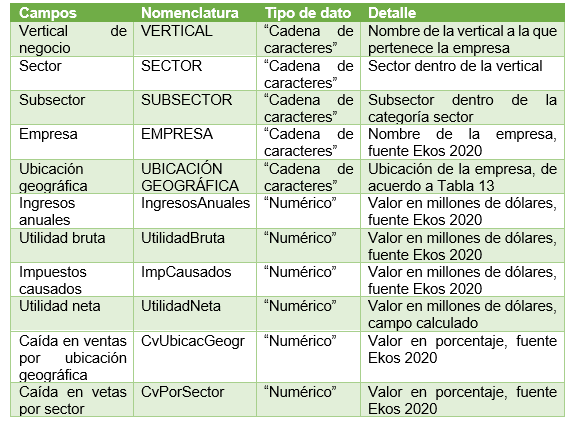 Campos Nomenclatura Tipo de dato Detalle
Vertical de VERTICAL “Cadena de Nombre de la vertical a la que
negocio caracteres” pertenece la empresa
Sector SECTOR “Cadena de Sector dentro de la vertical
caracteres”
Subsector SUBSECTOR “Cadena de Subsector dentro de la
caracteres” categoría sector
Empresa EMPRESA “Cadena de Nombre de la empresa,
caracteres” fuente Ekos 2020
Ubicación UBICACIÓN “Cadena de Ubicación de la empresa, de
geográfica GEOGRÁFICA caracteres” acuerdo a Tabla 13
Ingresos IngresosAnuales “Numérico” Valor en millones de dólares,
anuales fuente Ekos 2020
Utilidad bruta UtilidadBruta “Numérico” Valor en millones de dólares,
fuente Ekos 2020
Impuestos ImpCausados “Numérico” Valor en millones de dólares,
causados fuente Ekos 2020
Utilidad neta UtilidadNeta “Numérico” Valor en millones de dólares,
campo calculado
Caída en ventas CvUbicacGeogr “Numérico” Valor en porcentaje, fuente
por ubicación Ekos 2020
geográfica
Caída en vetas CvPorSector “Numérico” Valor en porcentaje, fuente
por sector Ekos 2020